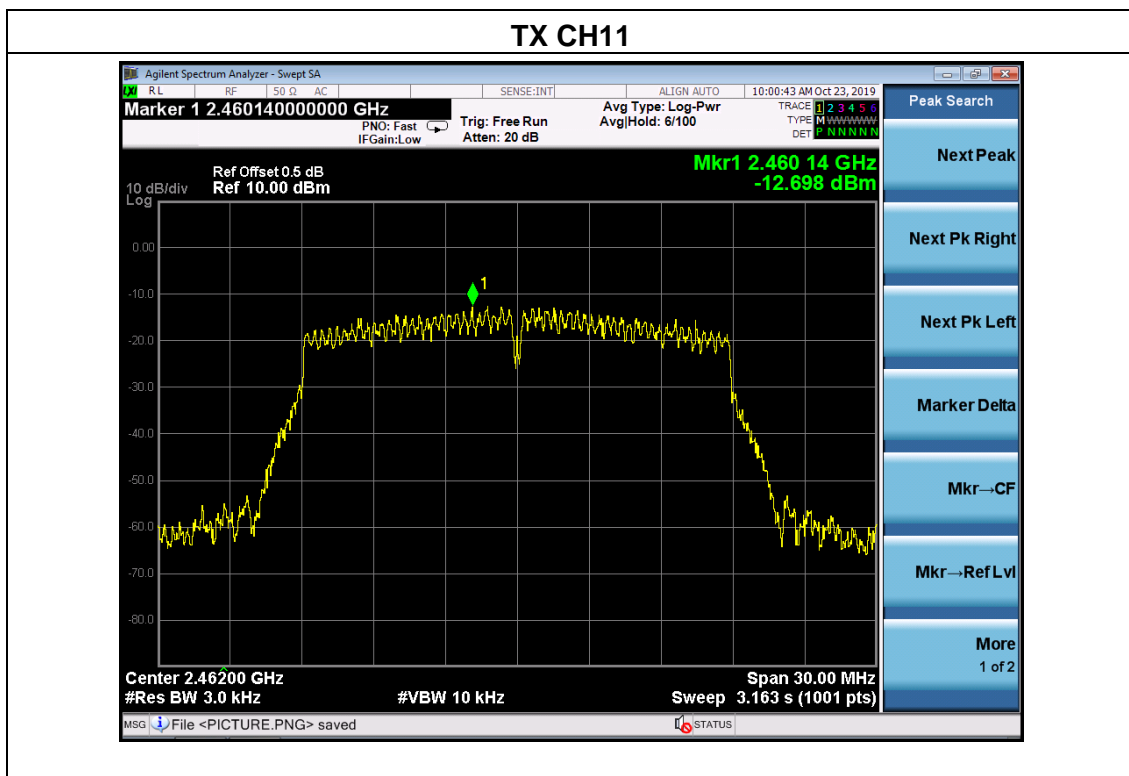 TX CH11
Agilent Spectrum Analyzer - Swept SA
LXI RL RF 50 Ω AC SENSE:INT ALIGN AUTO 10:00:43 AM Oct 23, 2019
Marker 1 2.460140000000 GHz
PNO: Fast
IFGain:Low
Trig: Free Run
Atten: 20 dB
Avg Type: Log-Pwr
Avg|Hold: 6/100
TRACE 1 2 3 4 5 6
TYPE M WWWWW
DET P N N N N N
Mkr1 2.460 14 GHz
-12.698 dBm
Ref Offset 0.5 dB
10 dB/div Ref 10.00 dBm
Log
0.00
-10.0
-20.0
-30.0
-40.0
-50.0
-60.0
-70.0
-80.0
1
Center 2.46200 GHz Span 30.00 MHz
#Res BW 3.0 kHz #VBW 10 kHz Sweep 3.163 s (1001 pts)
MSG File <PICTURE.PNG> saved STATUS
Peak Search
Next Peak
Next Pk Right
Next Pk Left
Marker Delta
Mkr→CF
Mkr→Ref Lvl
More
1 of 2